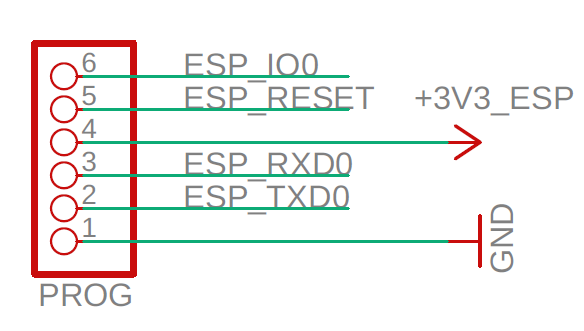 6 ESP_IO0
5 ESP_RESET +3V3_ESP
4
3 ESP_RXD0
2 ESP_TXD0
1 GND
PROG